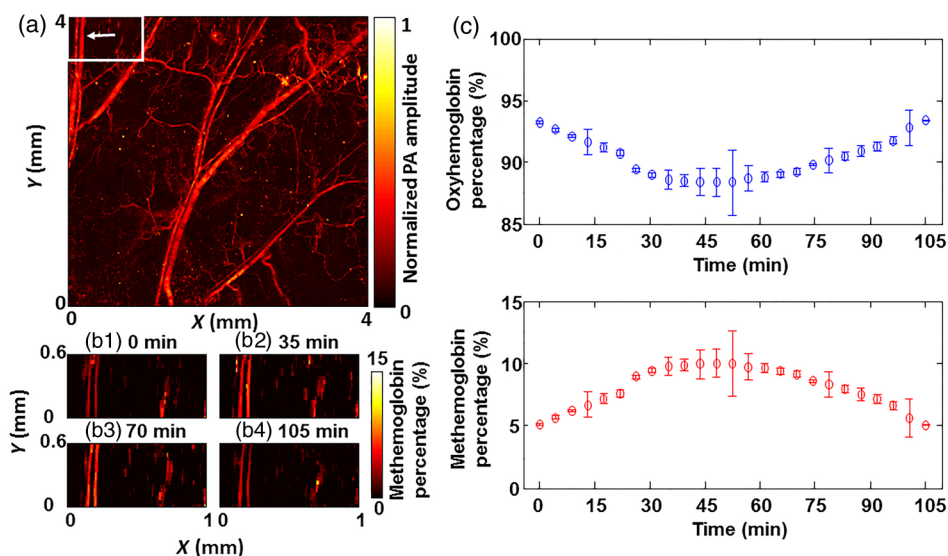 (a)
4
Y (mm)
0
0
X (mm)
4
1
Normalized PA amplitude
0
(b1) 0 min
(b2) 35 min
0.6
Y (mm)
0
(b3) 70 min
(b4) 105 min
0.6
0
0
1
0
1
X (mm)
15
Methemoglobin
percentage (%)
0
(c)
Oxyhemoglobin
percentage (%)
100
95
90
85
0 15 30 45 60 75 90 105
Time (min)
Methemoglobin
percentage (%)
15
10
5
0
0 15 30 45 60 75 90 105
Time (min)